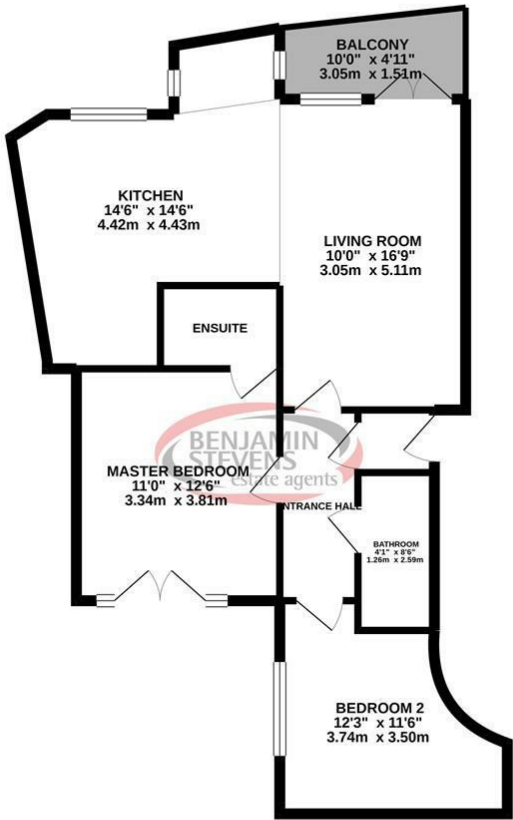 BALCONY
10'0" x 4'11"
3.05m x 1.51m
KITCHEN
14'6" x 14'6"
4.42m x 4.43m
LIVING ROOM
10'0" x 16'9"
3.05m x 5.11m
ENSUITE
BENJAMIN
STEVENS
estate agents
MASTER BEDROOM
11'0" x 12'6"
3.34m x 3.81m
ENTRANCE HALL
BATHROOM
4'1" x 8'6"
1.26m x 2.59m
BEDROOM 2
12'3" x 11'6"
3.74m x 3.50m